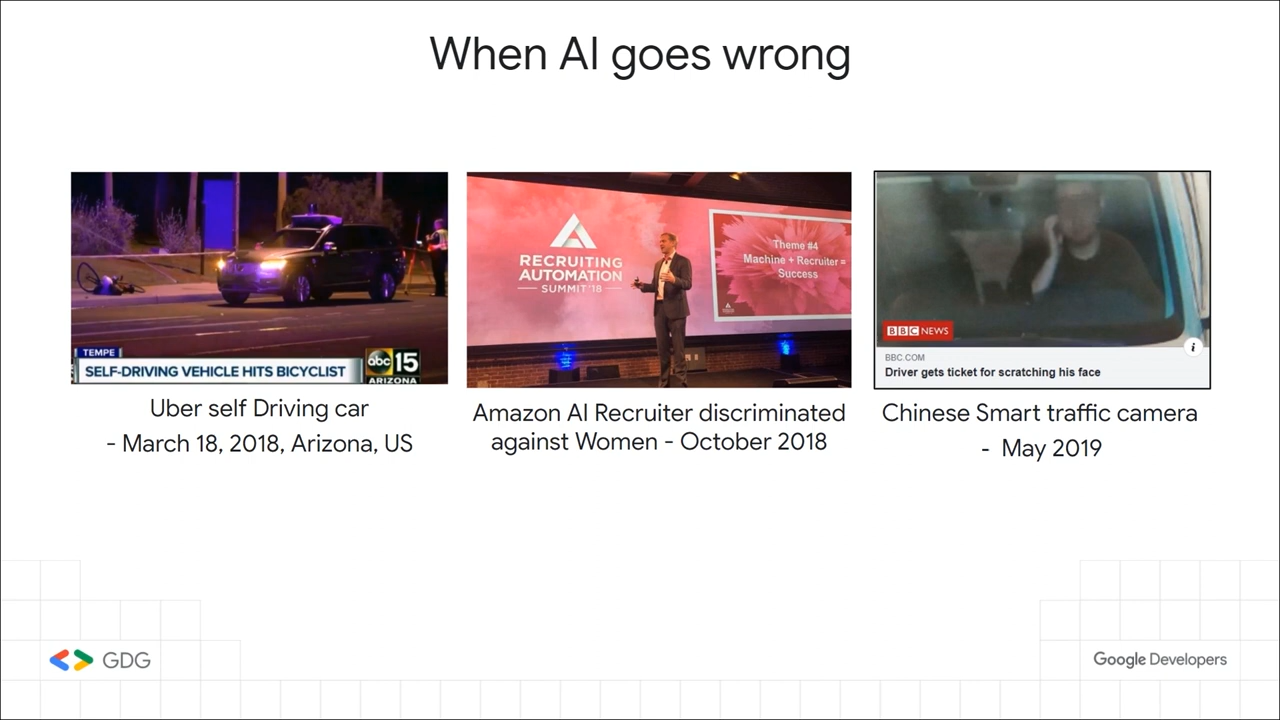 When AI goes wrong
TEMPE
SELF-DRIVING VEHICLE HITS BICYCLIST
abc 15
ARIZONA
Uber self Driving car
- March 18, 2018, Arizona, US
RECRUITING
AUTOMATION
SUMMIT'18
Theme #4
Machine + Recruiter =
Success
Amazon AI Recruiter discriminated
against Women - October 2018
BBC NEWS
i
BBC.COM
Driver gets ticket for scratching his face
Chinese Smart traffic camera
- May 2019
GDG
Google Developers